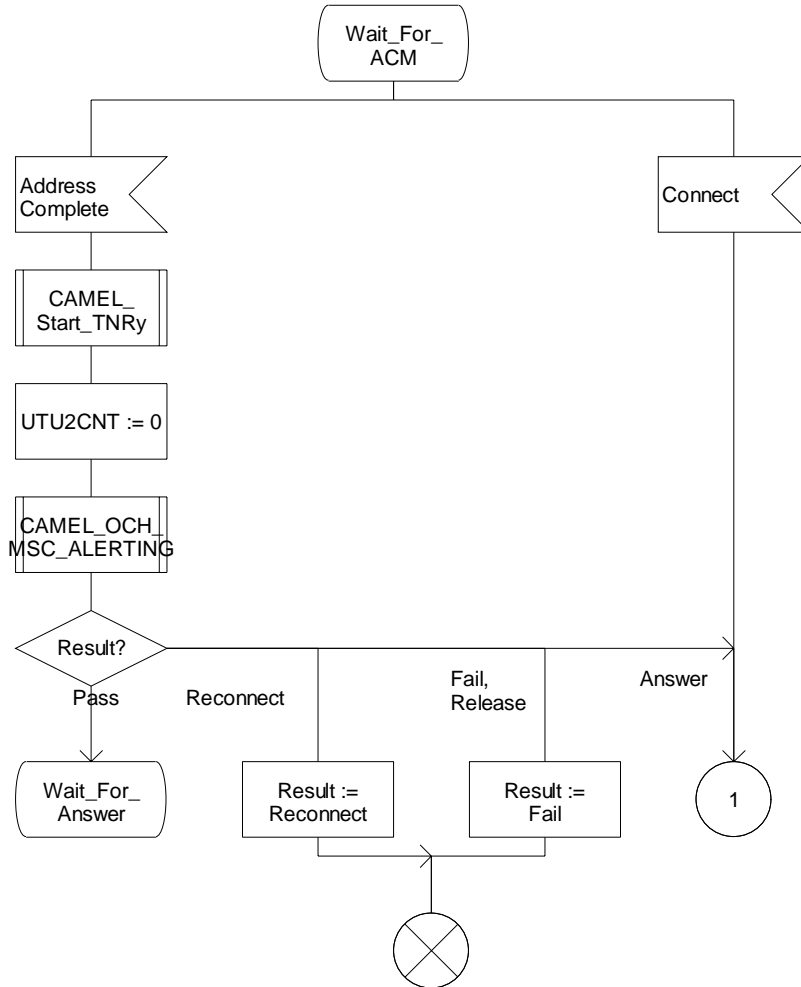 Wait_For_
ACM
Address
Complete
Connect
CAMEL_
Start_TNRy
UTU2CNT := 0
CAMEL_OCH_
MSC_ALERTING
Result?
Pass
Reconnect
Fail,
Release
Answer
Wait_For_
Answer
Result :=
Reconnect
Result :=
Fail
1